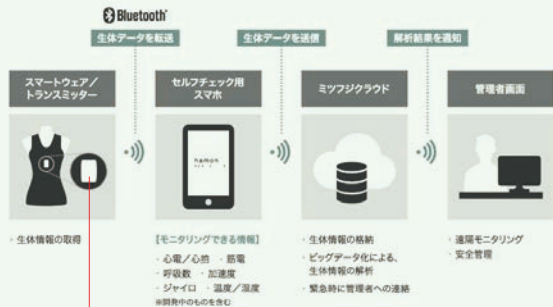 Bluetooth®
生体データを転送
生体データを送信
解析結果を通知
スマートウェア／
トランスミッター
セルフチェック用
スマホ
ミツフジクラウド
管理者画面
hamon
・生体情報の取得
【モニタリングできる情報】
・心電／心拍 ・筋電
・呼吸数 ・加速度
・ジャイロ ・温度／湿度
※開発中のものを含む
・生体情報の格納
・ビッグデータ化による、
生体情報の解析
・緊急時に管理者への連絡
・遠隔モニタリング
・安全管理